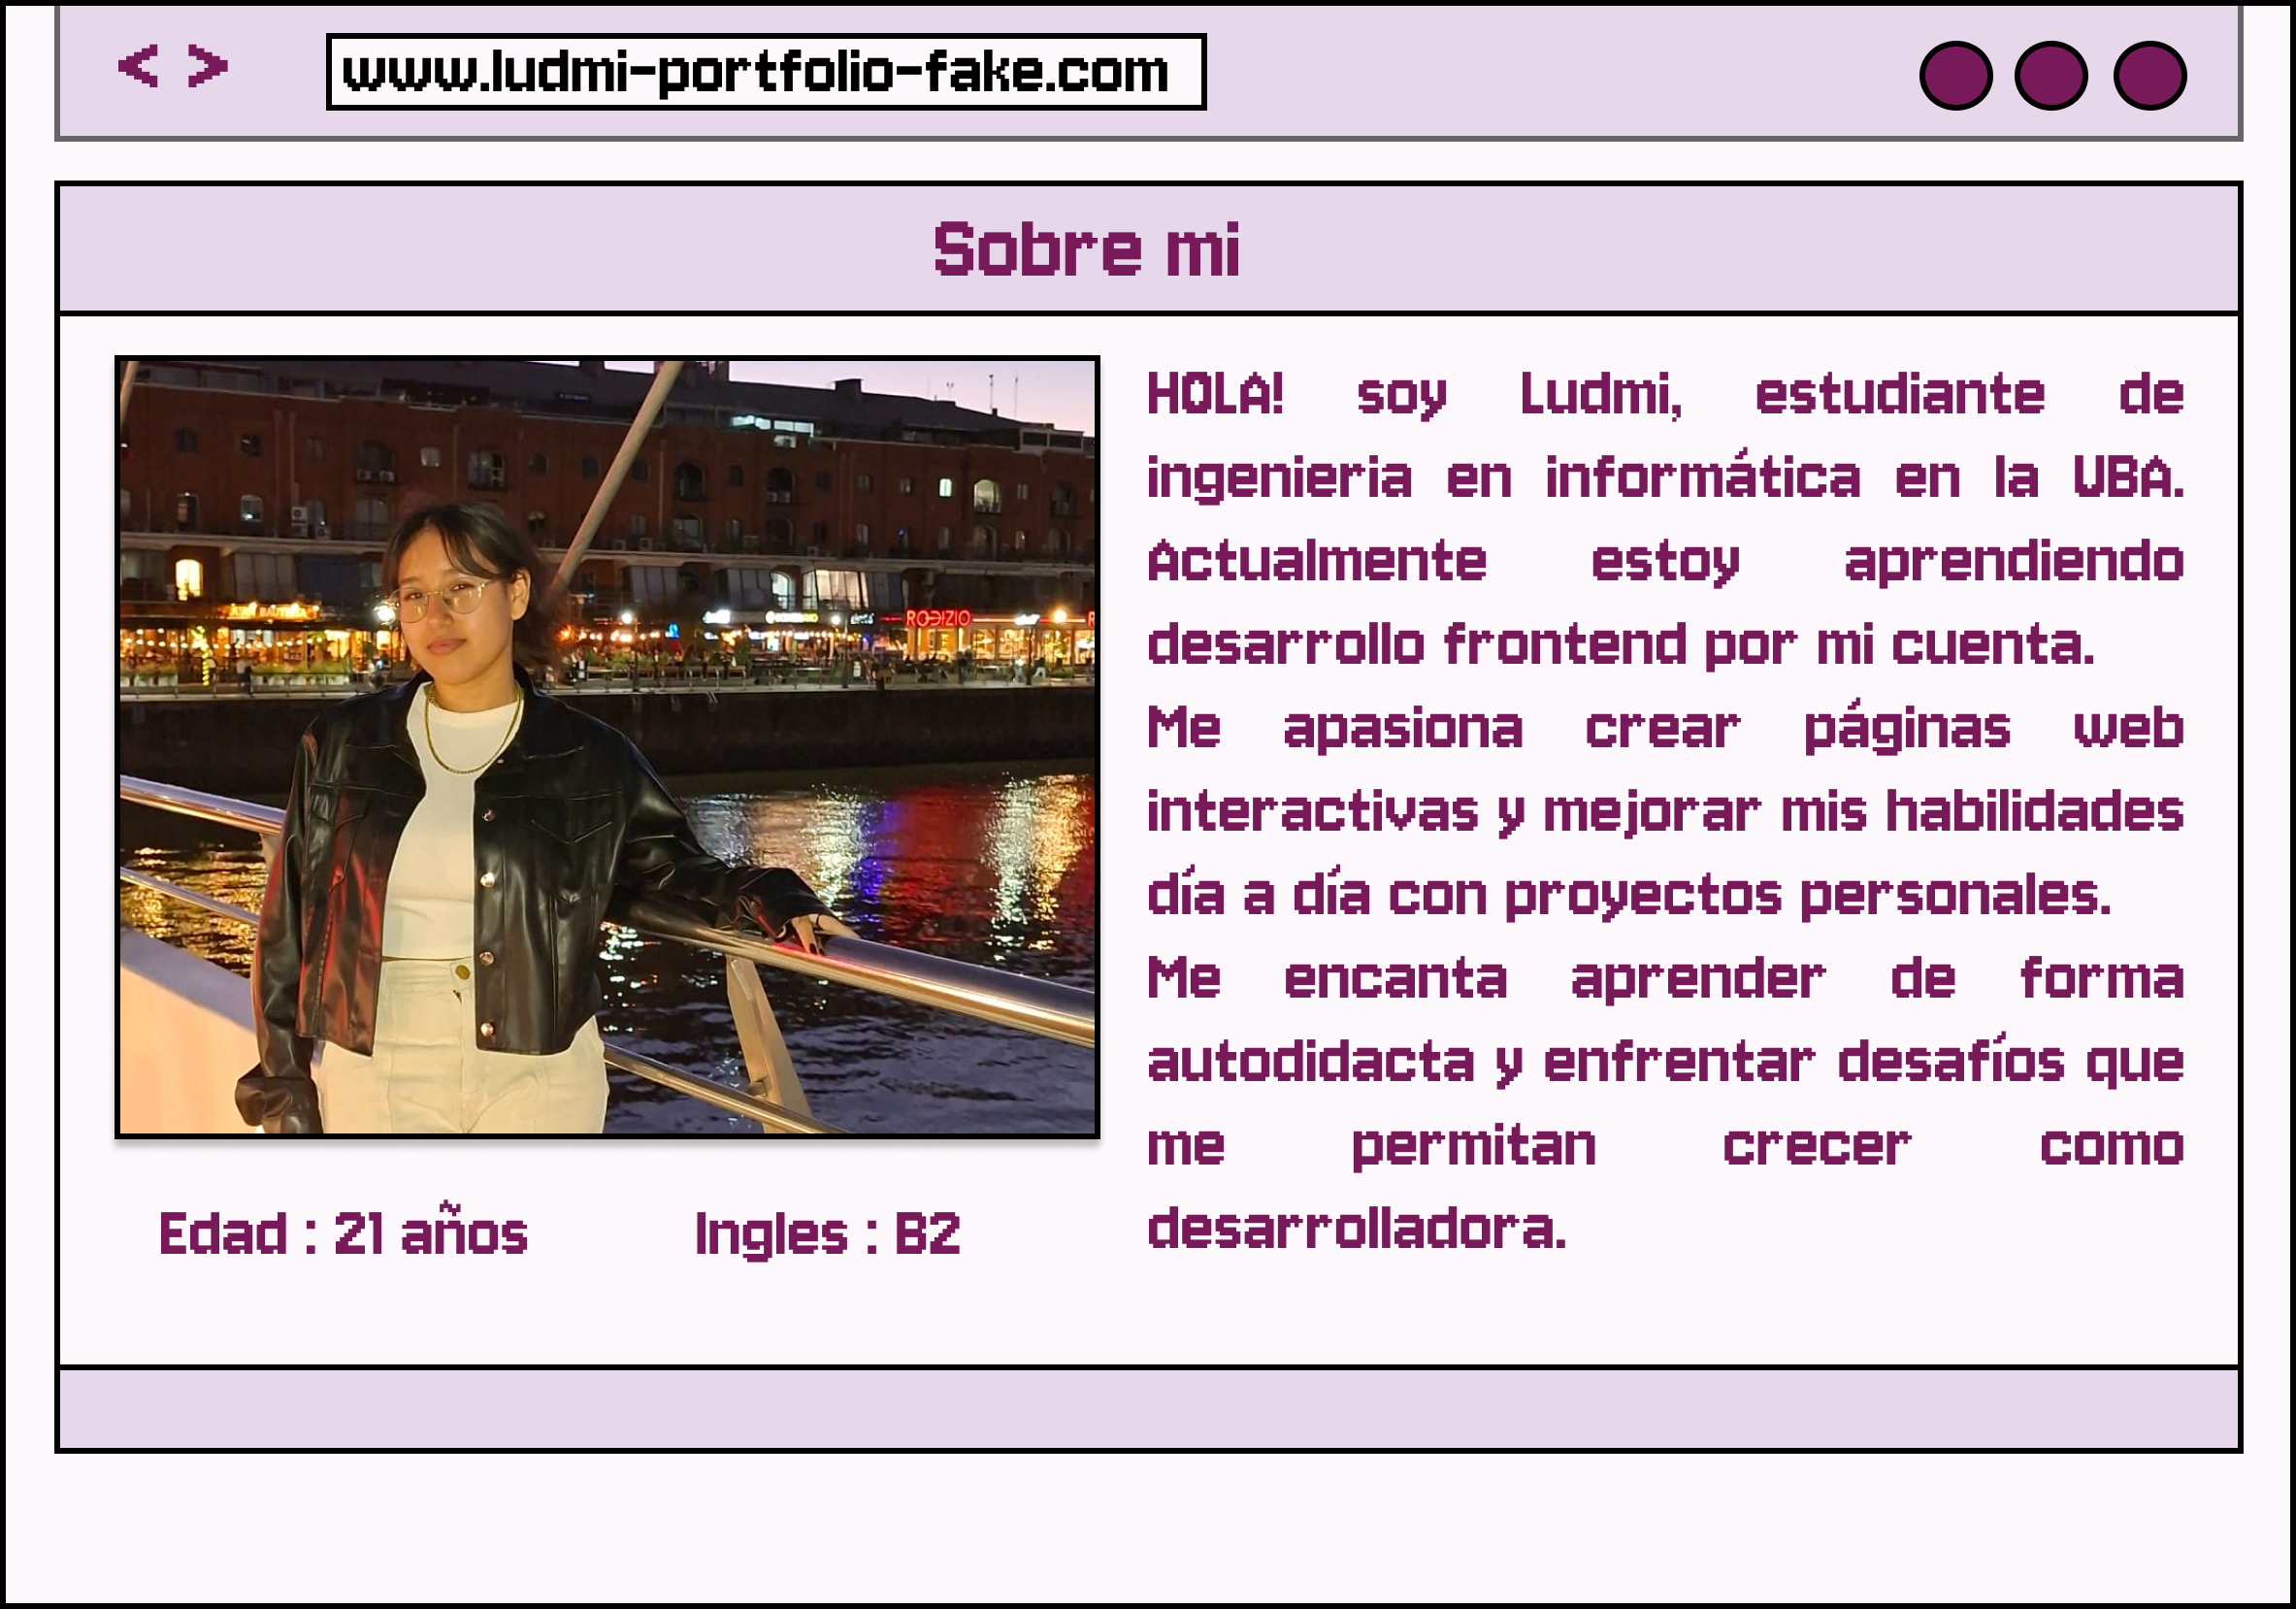 < >
www.ludmi-portfolio-fake.com
Sobre mi
RODIZIO
HOLA! soy Ludmi, estudiante de
ingenieria en informática en la UBA.
Actualmente estoy aprendiendo
desarrollo frontend por mi cuenta.
Me apasiona crear páginas web
interactivas y mejorar mis habilidades
día a día con proyectos personales.
Me encanta aprender de forma
autodidacta y enfrentar desafíos que
me permitan crecer como
desarrolladora.
Edad : 21 años
Ingles : B2